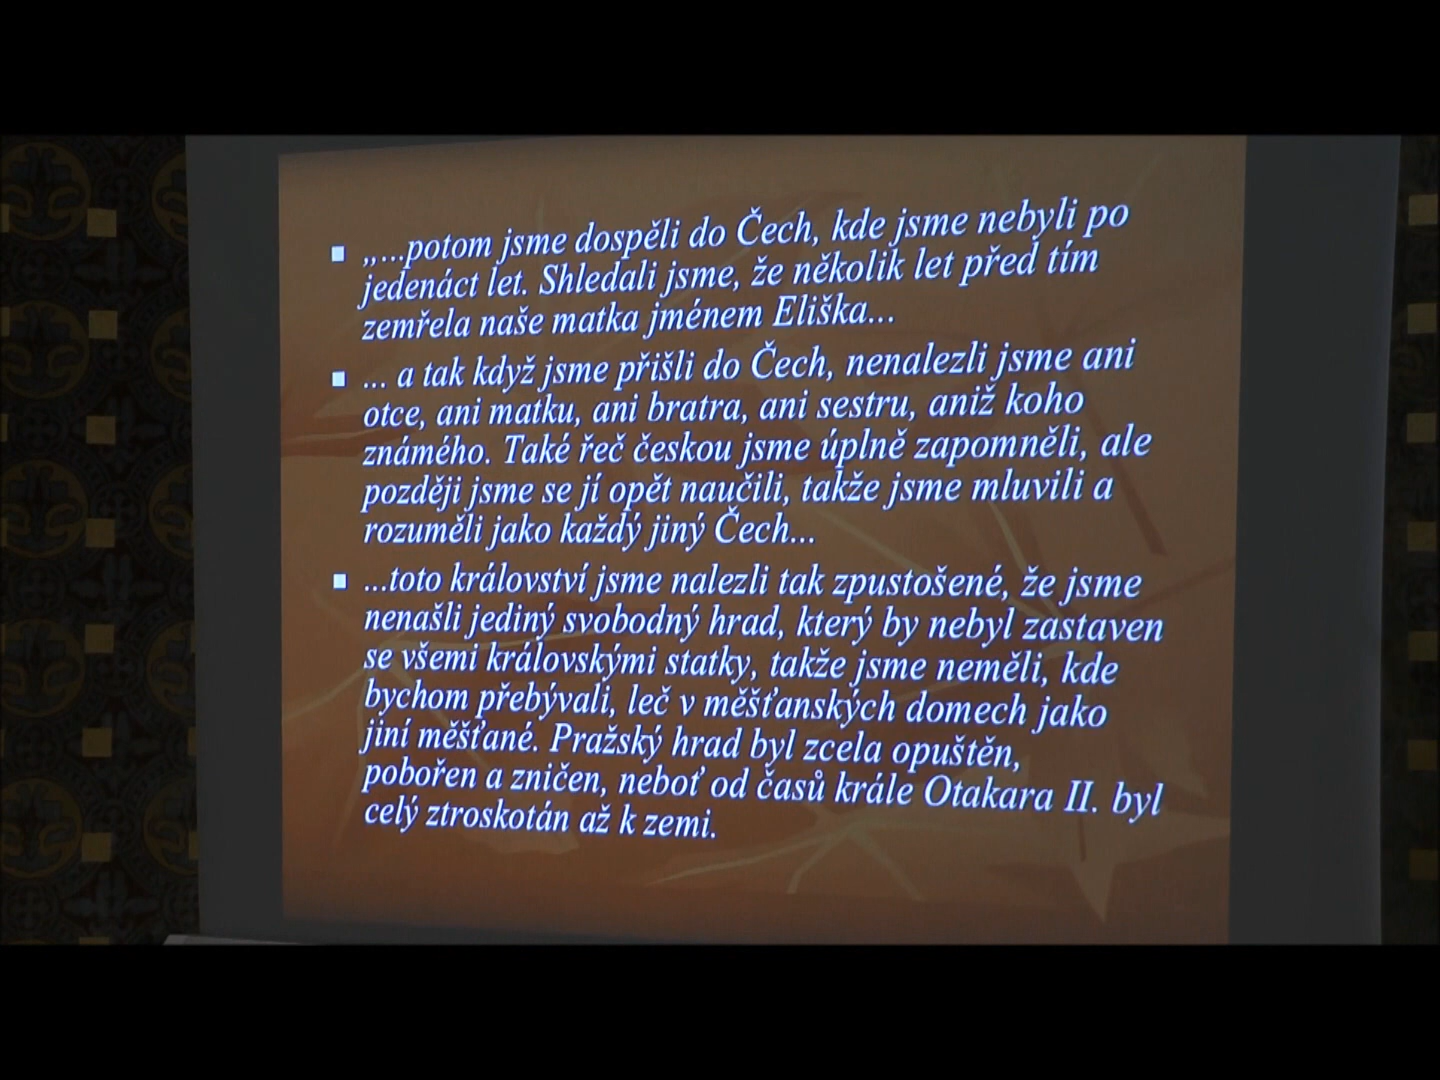 „...potom jsme dospěli do Čech, kde jsme nebyli po
jedenáct let. Shledali jsme, že několik let před tím
zemřela naše matka jménem Eliška...
... a tak když jsme přišli do Čech, nenalezli jsme ani
otce, ani matku, ani bratra, ani sestru, aniž koho
známého. Také řeč českou jsme úplně zapomněli, ale
později jsme se jí opět naučili, takže jsme mluvili a
rozuměli jako každý jiný Čech...
...toto království jsme nalezli tak zpustošené, že jsme
nenašli jediný svobodný hrad, který by nebyl zastaven
se všemi královskými statky, takže jsme neměli, kde
bychom přebývali, leč v měšťanských domech jako
jiní měšťané. Pražský hrad byl zcela opuštěn,
pobořen a zničen, neboť od časů krále Otakara II. byl
celý ztroskotán až k zemi.